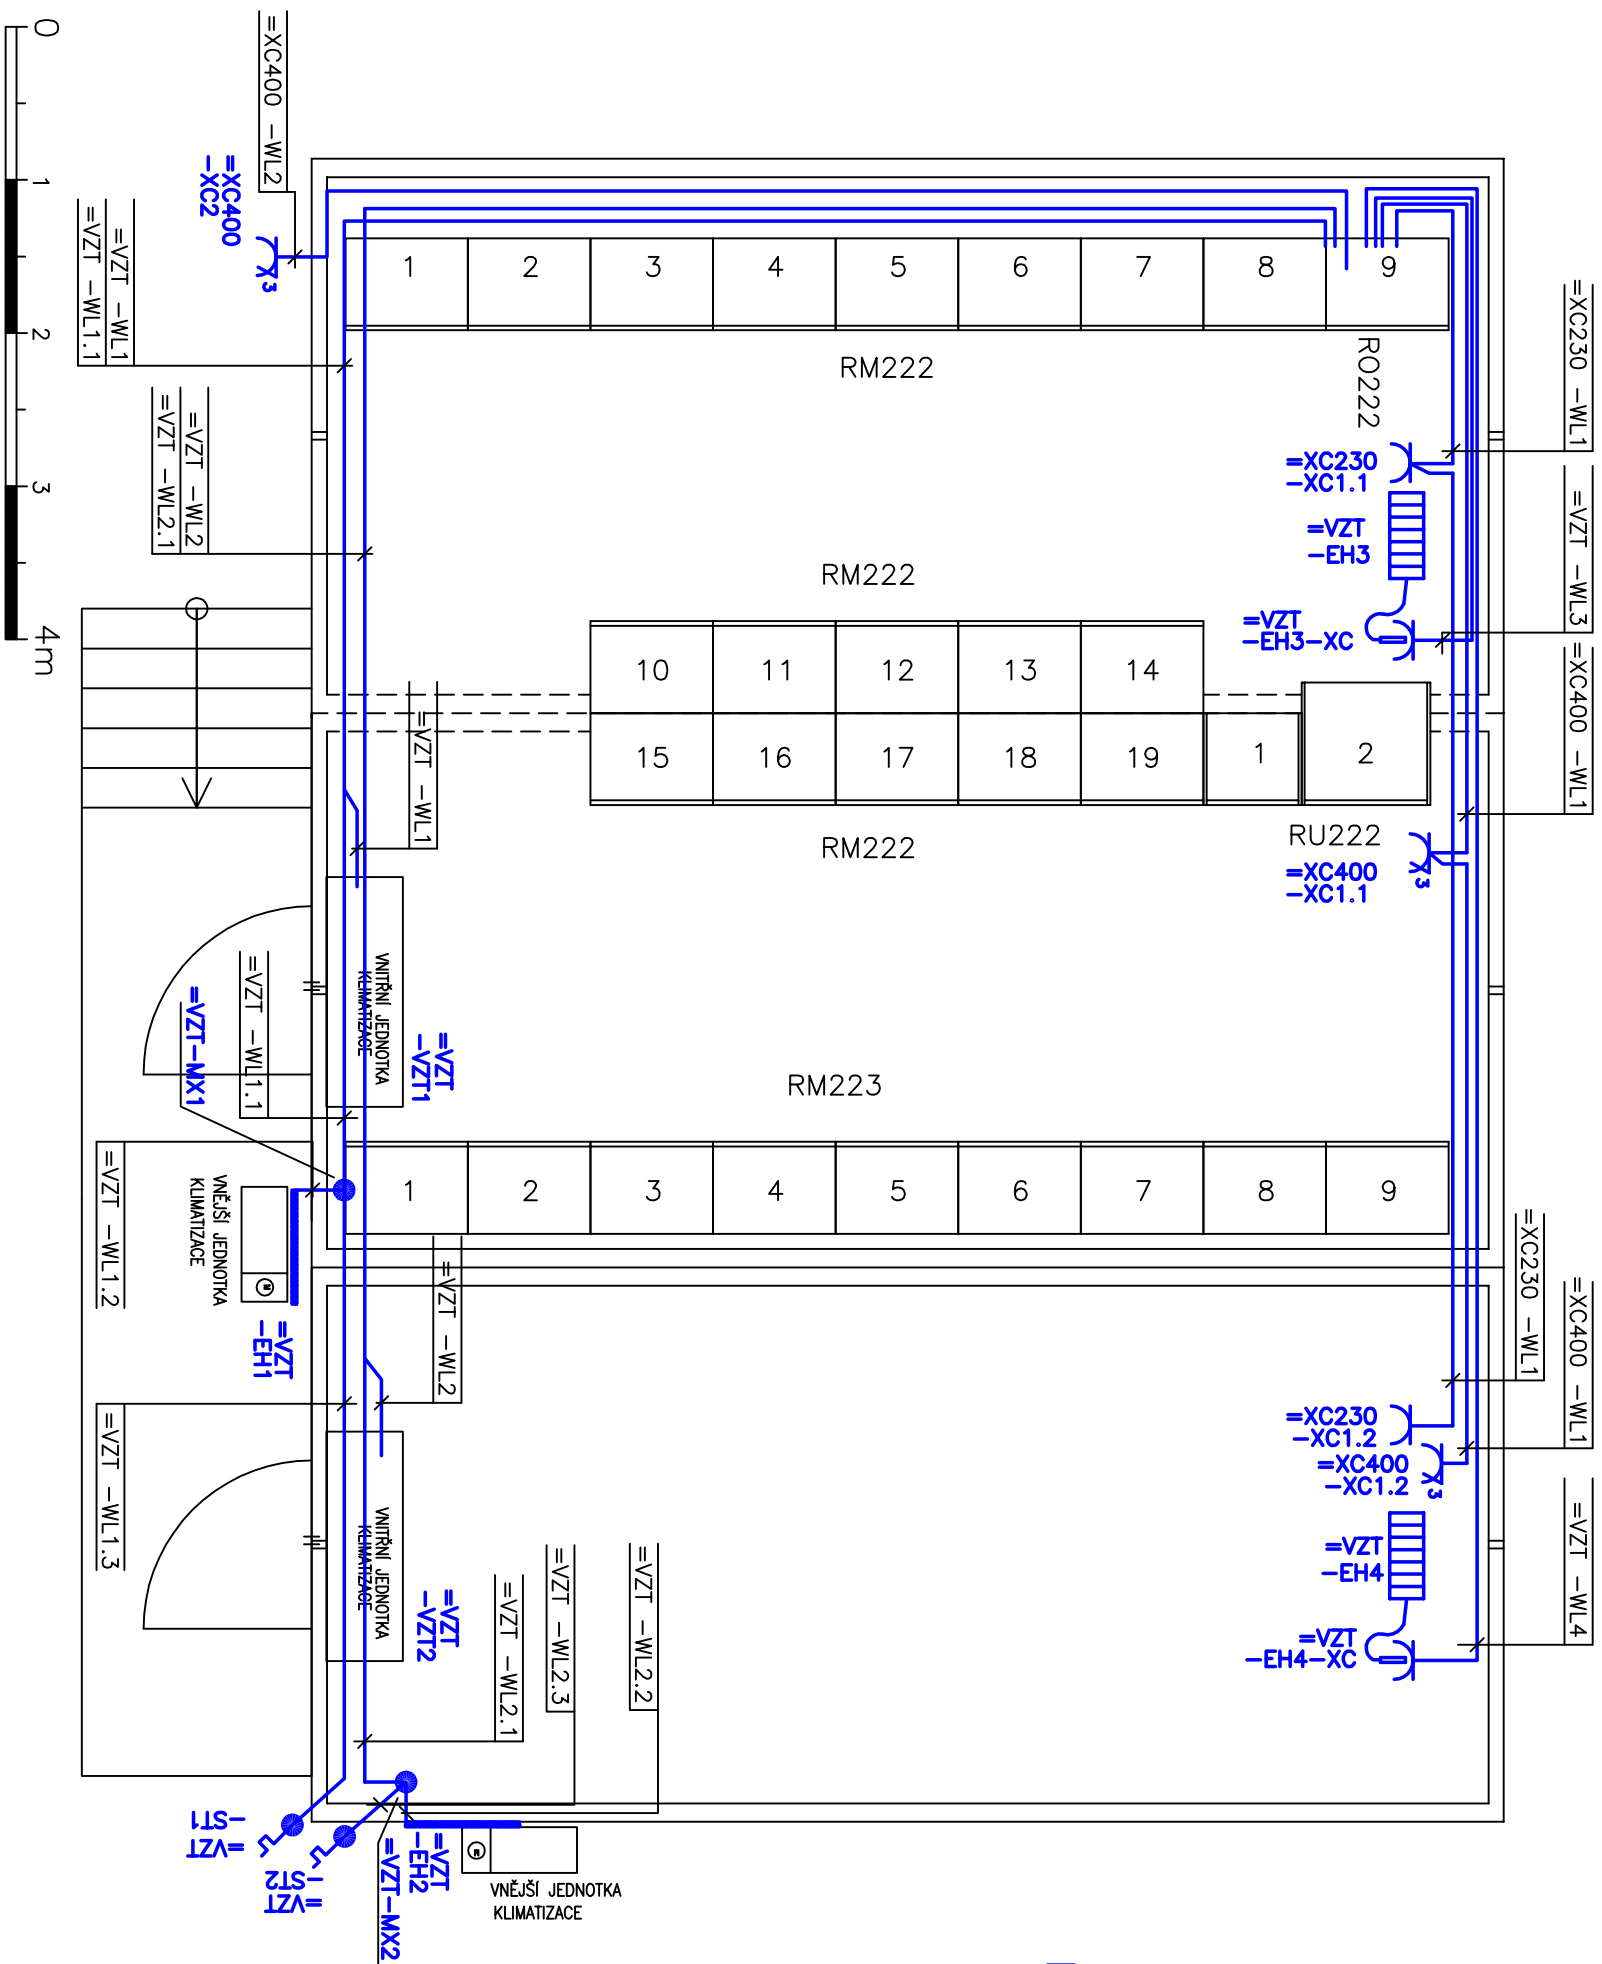 0
1
2
3
4m
=XC400 -WL2
=XC400
-XC2
3
=VZT -WL1
=VZT -WL1.1
=VZT -WL2
=VZT -WL2.1
1
2
3
4
5
6
7
8
9
RM222
RO222
=XC230 -WL1
=XC230
-XC1.1
=VZT
-EH3
=VZT -WL3
=VZT
-EH3-XC
=XC400 -WL1
RM222
10
11
12
13
14
15
16
17
18
19
1
2
RM222
RU222
=XC400
-XC1.1
3
=VZT -WL1
VNITŘNÍ JEDNOTKA
KLIMATIZACE
=VZT
-VZT1
=VZT -WL1.1
=VZT-MX1
RM223
1
2
3
4
5
6
7
8
9
=VZT -WL1.2
VNĚJŠÍ JEDNOTKA
KLIMATIZACE
=VZT
-EH1
=VZT -WL2
=XC230 -WL1
=XC400 -WL1
=XC230
-XC1.2
=XC400
-XC1.2
3
=VZT
-EH4
=VZT -WL4
=VZT
-EH4-XC
=VZT -WL1.3
VNITŘNÍ JEDNOTKA
KLIMATIZACE
=VZT
-VZT2
=VZT -WL2.1
=VZT -WL2.3
=VZT -WL2.2
=VZT
-ST1
=VZT
-ST2
=VZT-MX2
=VZT
-EH2
VNĚJŠÍ JEDNOTKA
KLIMATIZACE